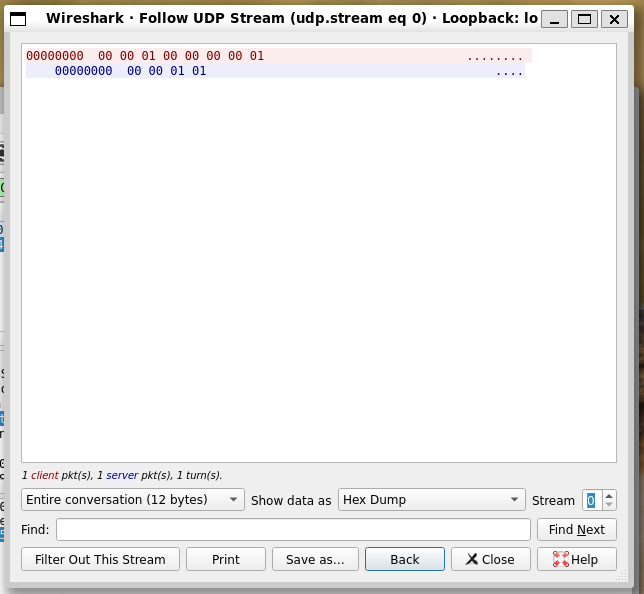 Wireshark · Follow UDP Stream (udp.stream eq 0) · Loopback: lo
00000000  00 00 01 00 00 00 00 01                           ........
    00000000  00 00 01 01                                       ....
1 client pkt(s), 1 server pkt(s), 1 turn(s).
Entire conversation (12 bytes) Show data as Hex Dump Stream 0
Find: Find Next
Filter Out This Stream Print Save as... Back Close Help